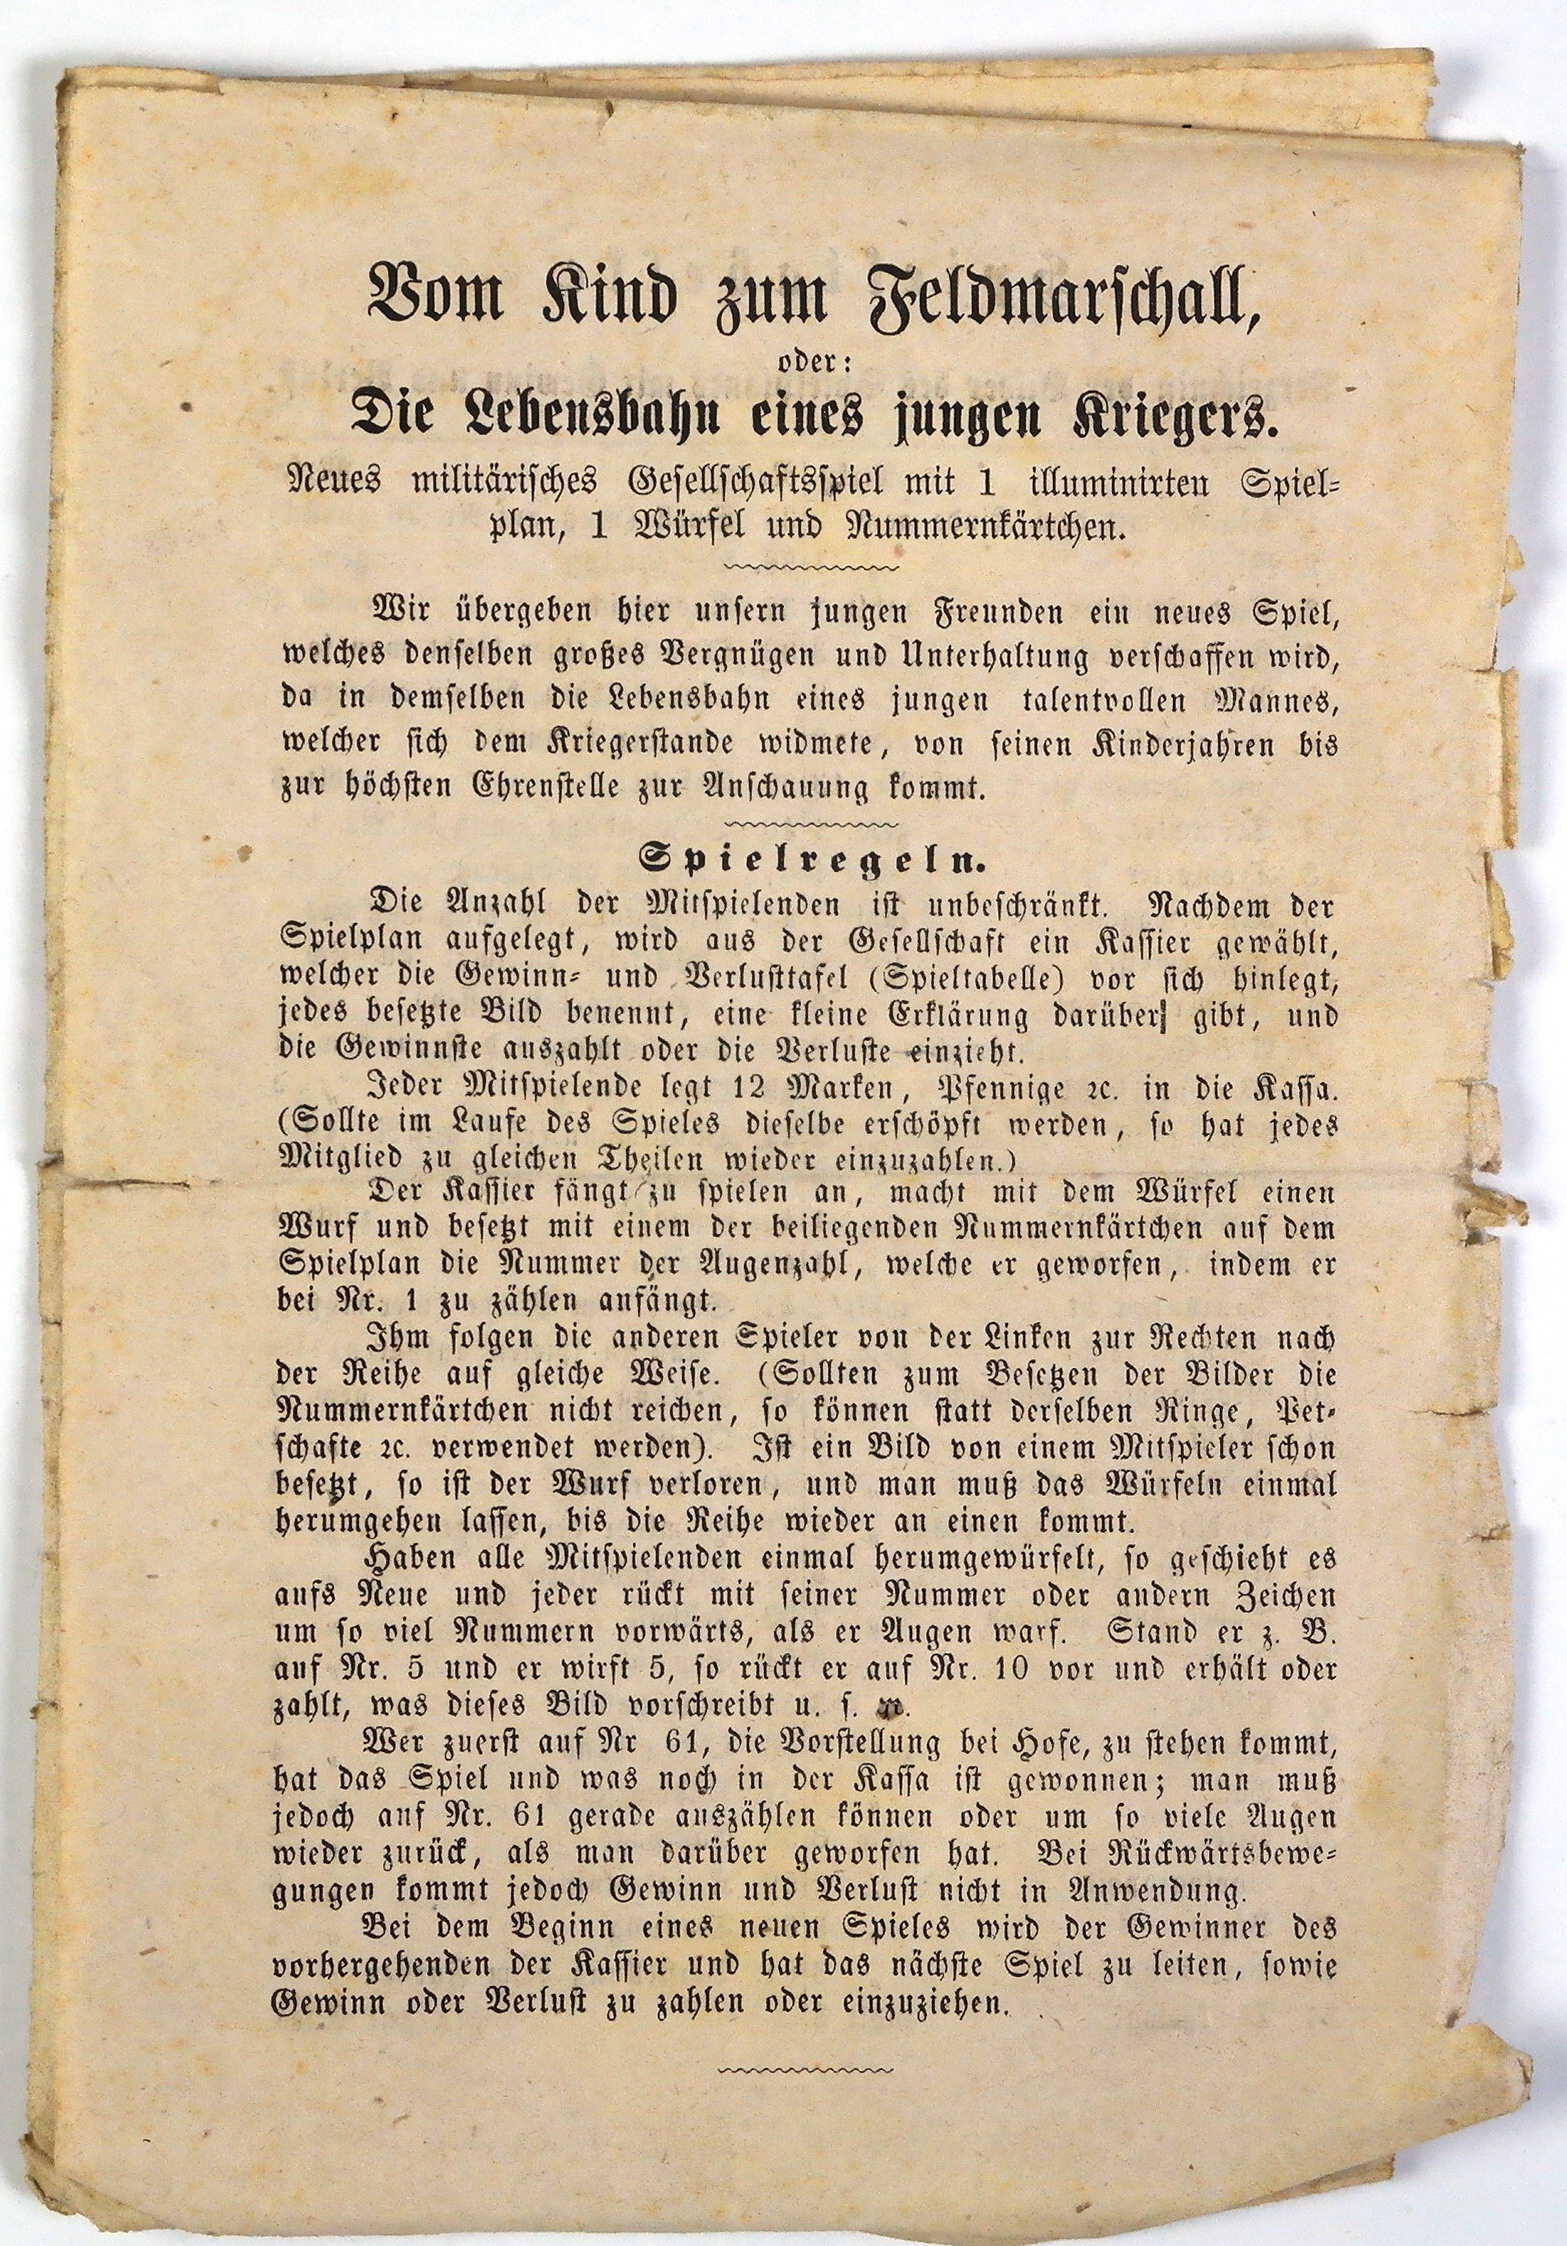 Vom Kind zum Feldmarschall,
oder:
Die Lebensbahn eines jungen Kriegers.
Neues militärisches Gesellschaftsspiel mit 1 illuminirten Spiel-
plan, 1 Würfel und Nummernkärtchen.
Wir übergeben hier unsern jungen Freunden ein neues Spiel,
welches denselben großes Vergnügen und Unterhaltung verschaffen wird,
da in demselben die Lebensbahn eines jungen talentvollen Mannes,
welcher sich dem Kriegerstande widmete, von seinen Kinderjahren bis
zur höchsten Ehrenstelle zur Anschauung kommt.
Spielregeln.
Die Anzahl der Mitspielenden ist unbeschränkt. Nachdem der
Spielplan aufgelegt, wird aus der Gesellschaft ein Kassier gewählt,
welcher die Gewinn- und Verlusttafel (Spieltabelle) vor sich hinlegt,
jedes besetzte Bild benennt, eine kleine Erklärung darüber gibt, und
die Gewinnste auszahlt oder die Verluste einzieht.
Jeder Mitspielende legt 12 Marken, Pfennige ꝛc. in die Kassa.
(Sollte im Laufe des Spieles dieselbe erschöpft werden, so hat jedes
Mitglied zu gleichen Theilen wieder einzuzahlen.)
Der Kassier fängt zu spielen an, macht mit dem Würfel einen
Wurf und besetzt mit einem der beiliegenden Nummernkärtchen auf dem
Spielplan die Nummer der Augenzahl, welche er geworfen, indem er
bei Nr. 1 zu zählen anfängt.
Ihm folgen die anderen Spieler von der Linken zur Rechten nach
der Reihe auf gleiche Weise. (Sollten zum Besetzen der Bilder die
Nummernkärtchen nicht reichen, so können statt derselben Ringe, Pet-
schafte ꝛc. verwendet werden). Ist ein Bild von einem Mitspieler schon
besetzt, so ist der Wurf verloren, und man muß das Würfeln einmal
herumgehen lassen, bis die Reihe wieder an einen kommt.
Haben alle Mitspielenden einmal herumgewürfelt, so geschieht es
aufs Neue und jeder rückt mit seiner Nummer oder andern Zeichen
um so viel Nummern vorwärts, als er Augen warf. Stand er z. B.
auf Nr. 5 und er wirft 5, so rückt er auf Nr. 10 vor und erhält oder
zahlt, was dieses Bild vorschreibt u. s. w.
Wer zuerst auf Nr 61, die Vorstellung bei Hofe, zu stehen kommt,
hat das Spiel und was noch in der Kassa ist gewonnen; man muß
jedoch auf Nr. 61 gerade auszählen können oder um so viele Augen
wieder zurück, als man darüber geworfen hat. Bei Rückwärtsbewe-
gungen kommt jedoch Gewinn und Verlust nicht in Anwendung.
Bei dem Beginn eines neuen Spieles wird der Gewinner des
vorhergehenden der Kassier und hat das nächste Spiel zu leiten, sowie
Gewinn oder Verlust zu zahlen oder einzuziehen.